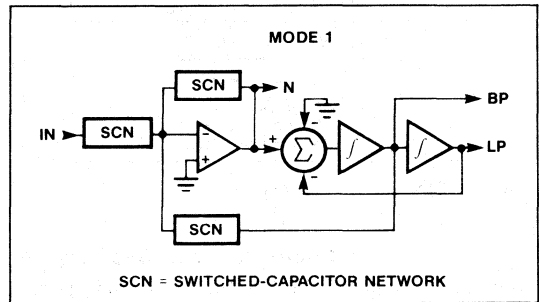 MODE 1
SCN
N
IN
SCN
−
+
+
−
Σ
−
∫
∫
BP
LP
SCN
SCN = SWITCHED-CAPACITOR NETWORK